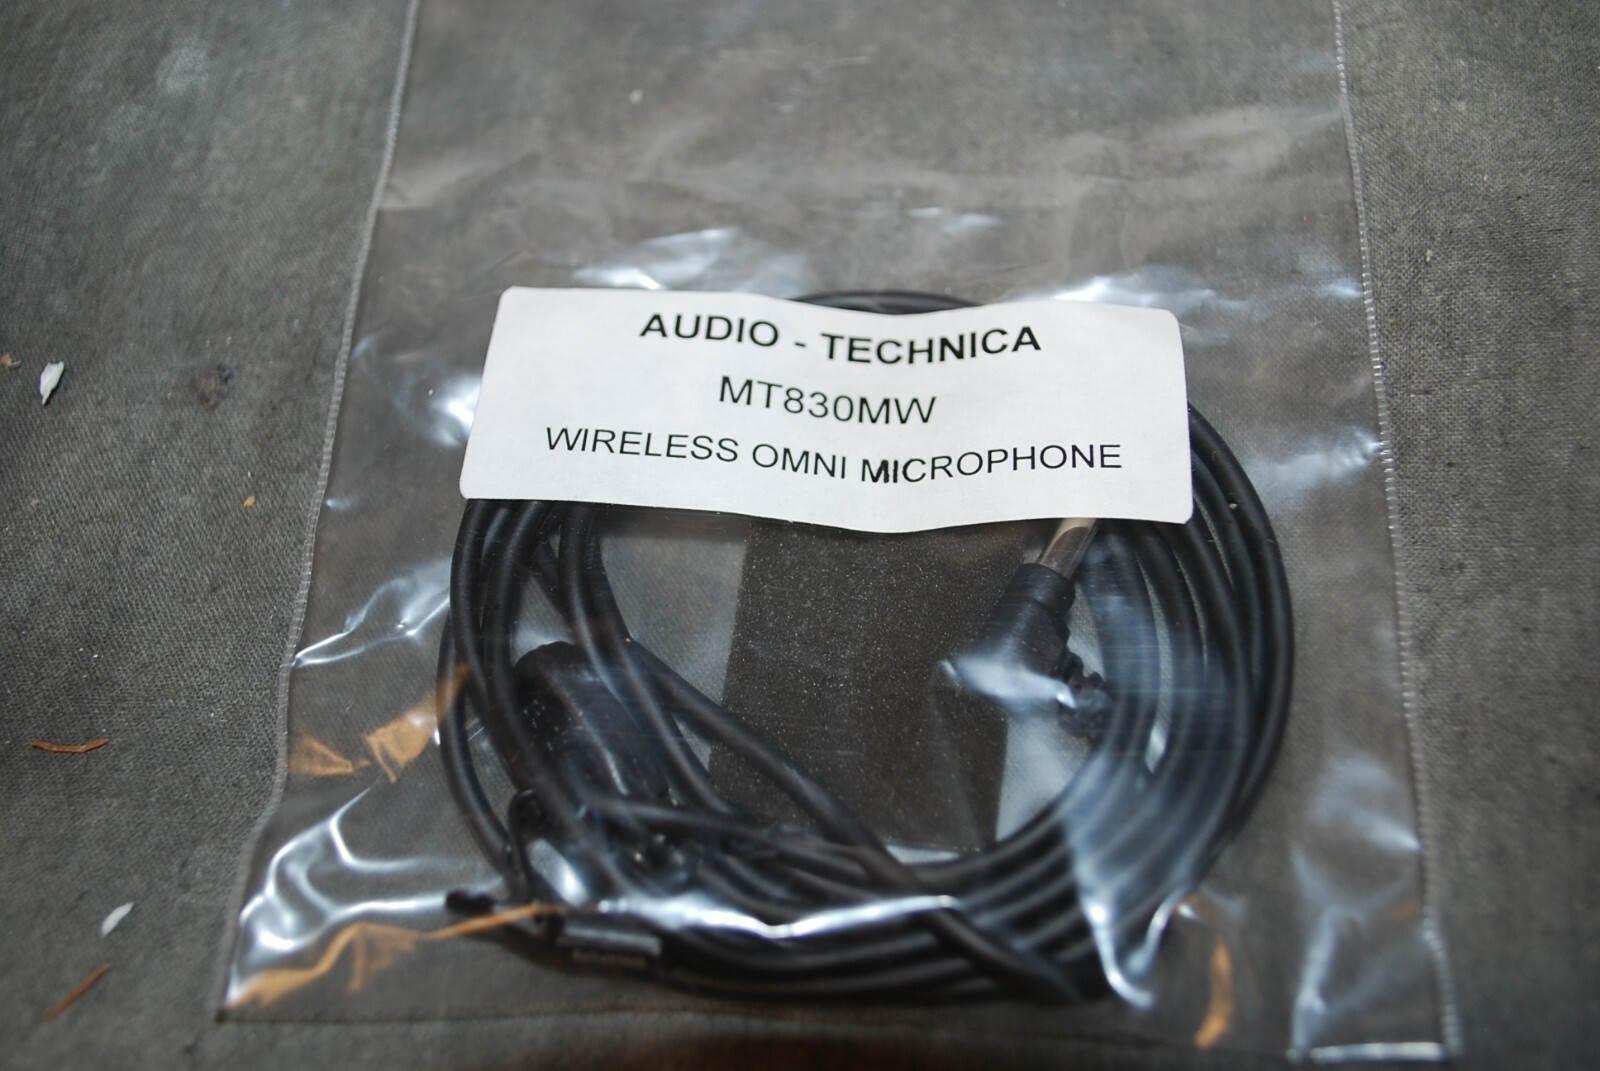 AUDIO - TECHNICA
MT830MW
WIRELESS OMNI MICROPHONE